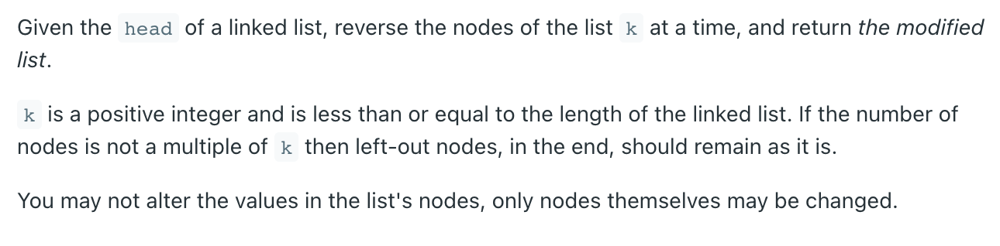 Given the head of a linked list, reverse the nodes of the list k at a time, and return the modified
list.
k is a positive integer and is less than or equal to the length of the linked list. If the number of
nodes is not a multiple of k then left-out nodes, in the end, should remain as it is.
You may not alter the values in the list's nodes, only nodes themselves may be changed.